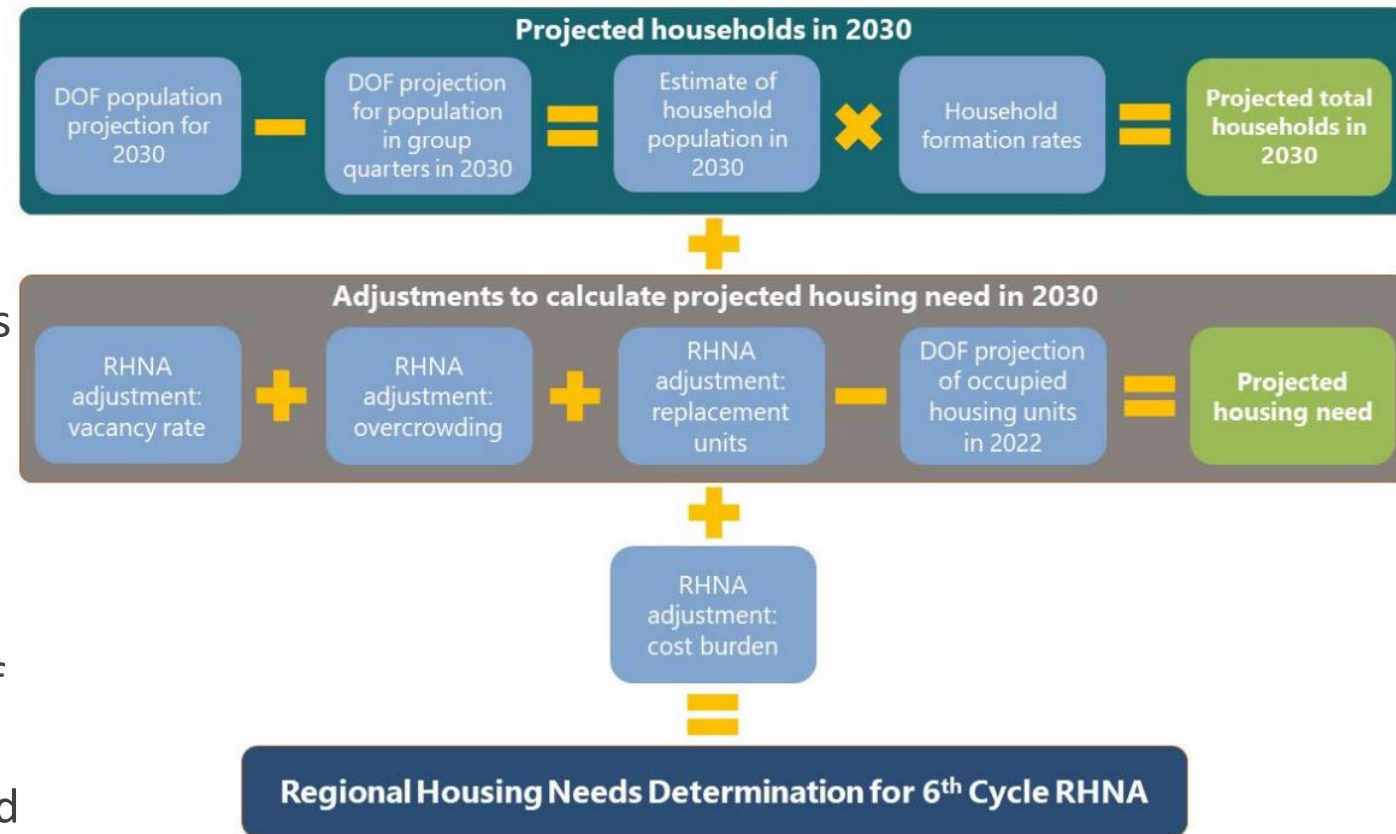 Projected households in 2030
DOF population
projection for
2030
DOF projection
for population
in group
quarters in 2030
Estimate of
household
population in
2030
Household
formation rates
Projected total
households in
2030
Adjustments to calculate projected housing need in 2030
RHNA
adjustment:
vacancy rate
RHNA
adjustment:
overcrowding
RHNA
adjustment:
replacement
units
DOF projection
of occupied
housing units
in 2022
Projected
housing need
RHNA
adjustment:
cost burden
Regional Housing Needs Determination for 6th Cycle RHNA